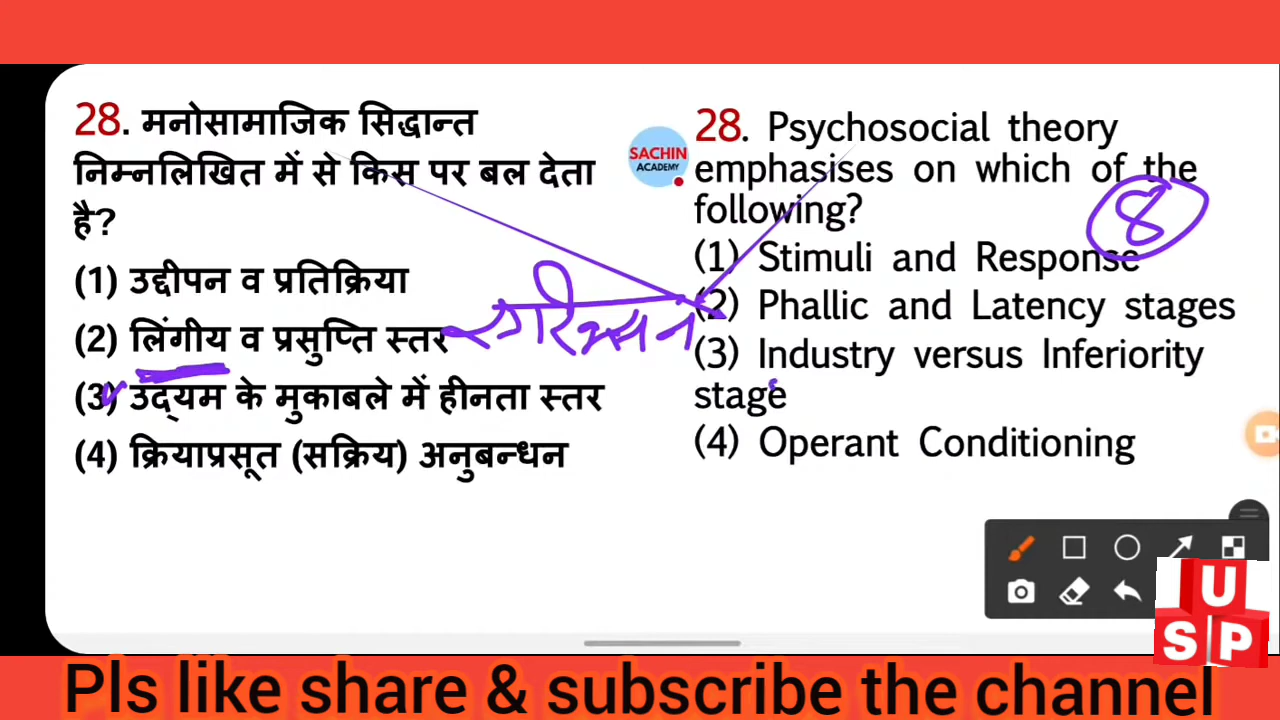 28. मनोसामाजिक सिद्धान्त
निम्नलिखित में से किस पर बल देता
है?
(1) उद्दीपन व प्रतिक्रिया
(2) लिंगीय व प्रसुप्ति स्तर
(3) उद्यम के मुकाबले में हीनता स्तर
(4) क्रियाप्रसूत (सक्रिय) अनुबन्धन
SACHIN
ACADEMY
28. Psychosocial theory
emphasises on which of the
following?
(1) Stimuli and Response
(2) Phallic and Latency stages
(3) Industry versus Inferiority
stage
(4) Operant Conditioning
8
U
S P
Pls like share & subscribe the channel